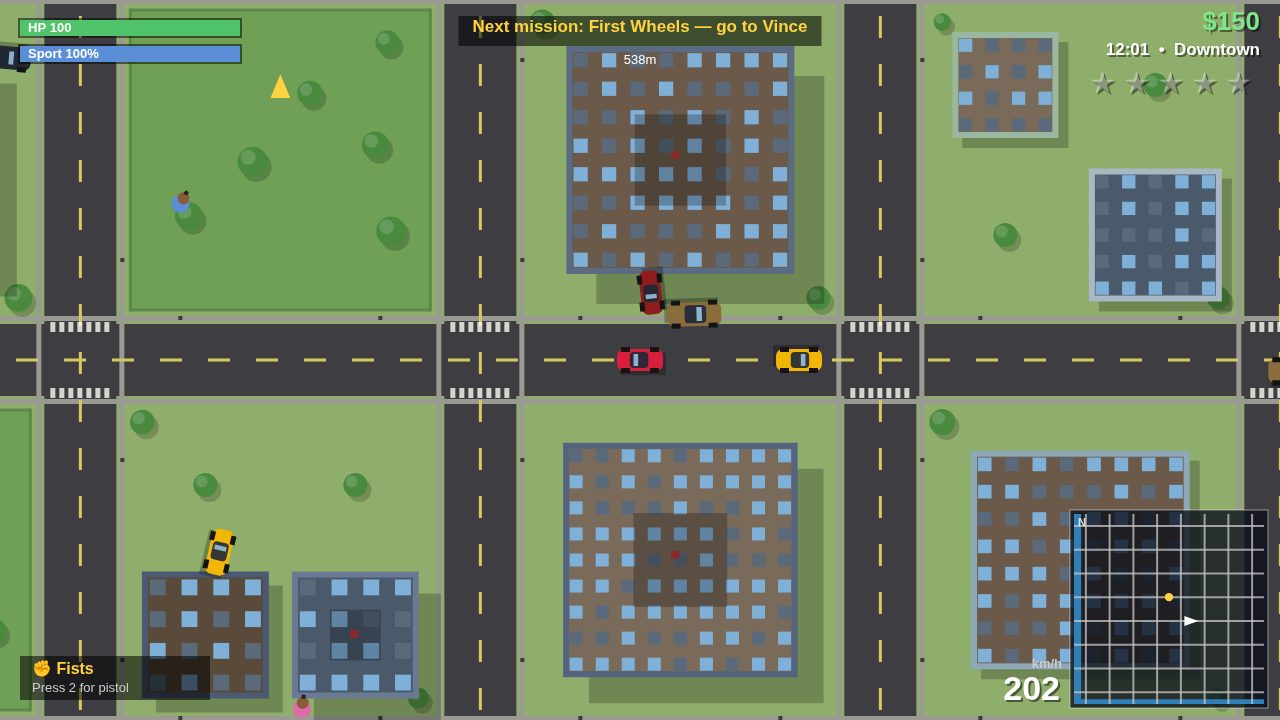 HP 100
Sport 100%
Next mission: First Wheels — go to Vince
538m
$150
12:01 • Downtown
N
✊ Fists
Press 2 for pistol
km/h
202